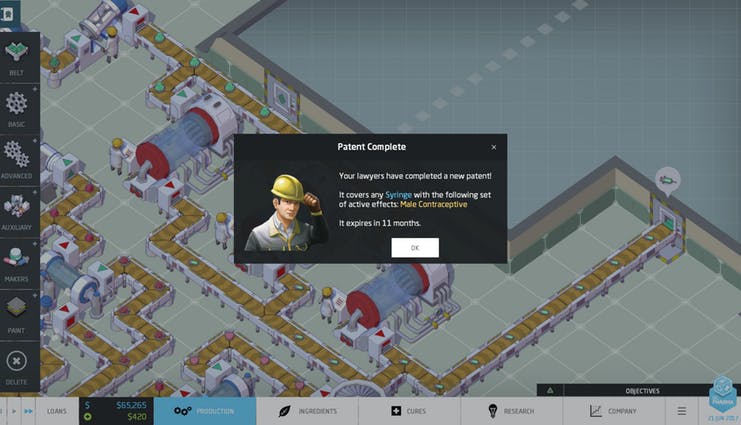 Patent Complete
Your lawyers have completed a new patent!
It covers any Syringe with the following set
of active effects: Male Contraceptive
It expires in 11 months.
OK
BELT
BASIC
ADVANCED
AUXILIARY
MAKERS
PAINT
DELETE
OBJECTIVES
LOANS
$ $65,265
$420
PRODUCTION
INGREDIENTS
CURES
RESEARCH
COMPANY
BIG PHARMA
21 JUN 2017